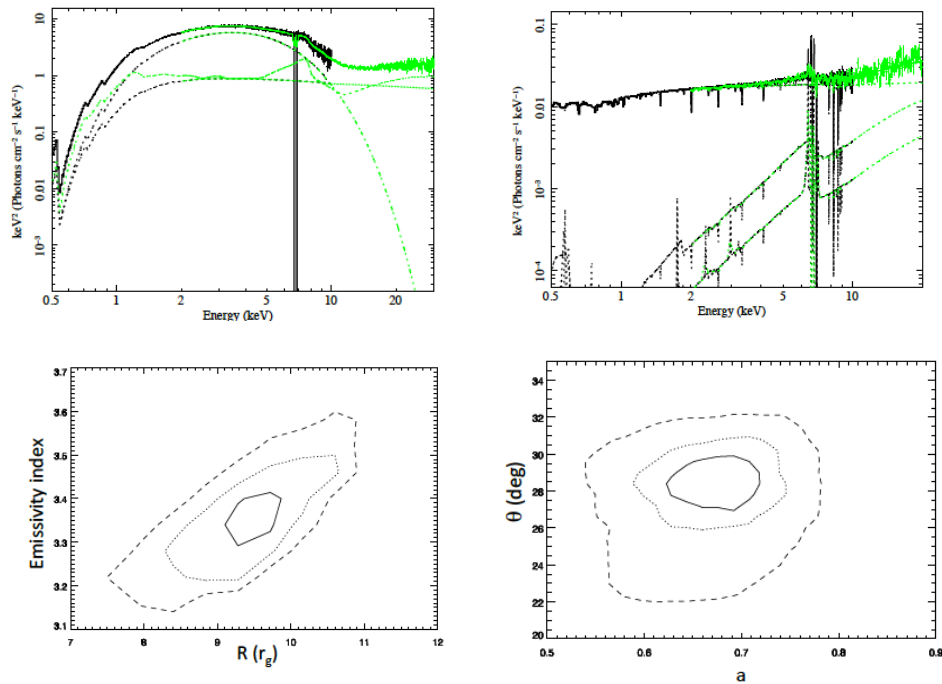 keV² (Photons cm⁻² s⁻¹ keV⁻¹)
10
1
0.1
0.01
10⁻³
0.5 1 2 5 10 20
Energy (keV)
keV² (Photons cm⁻² s⁻¹ keV⁻¹)
0.1
0.01
10⁻³
10⁻⁴
0.5 1 2 5 10
Energy (keV)
Emissivity index
3.7
3.6
3.5
3.4
3.3
3.2
3.1
7 8 9 10 11 12
R (r_g)
θ (deg)
34
32
30
28
26
24
22
20
0.5 0.6 0.7 0.8 0.9
a